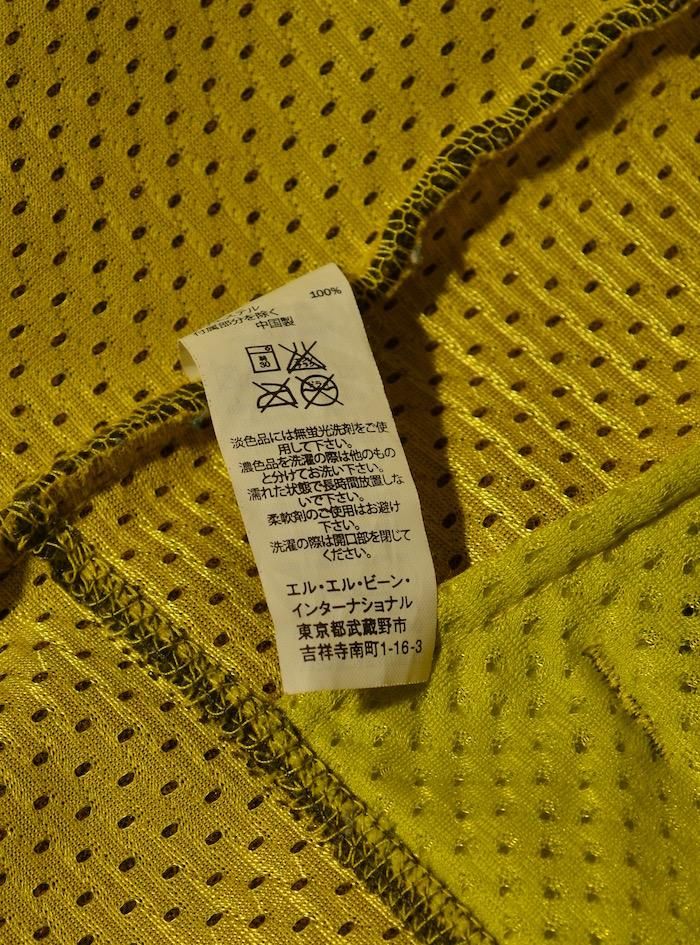 100%
付属部分を除く
中国製
淡色品には無蛍光洗剤をご使
用して下さい。
濃色品を洗濯の際は他のもの
と分けてお洗い下さい。
濡れた状態で長時間放置しな
いで下さい。
柔軟剤のご使用はお避け
下さい。
洗濯の際は開口部を閉じて
ください。
エル・エル・ビーン・
インターナショナル
東京都武蔵野市
吉祥寺南町1-16-3